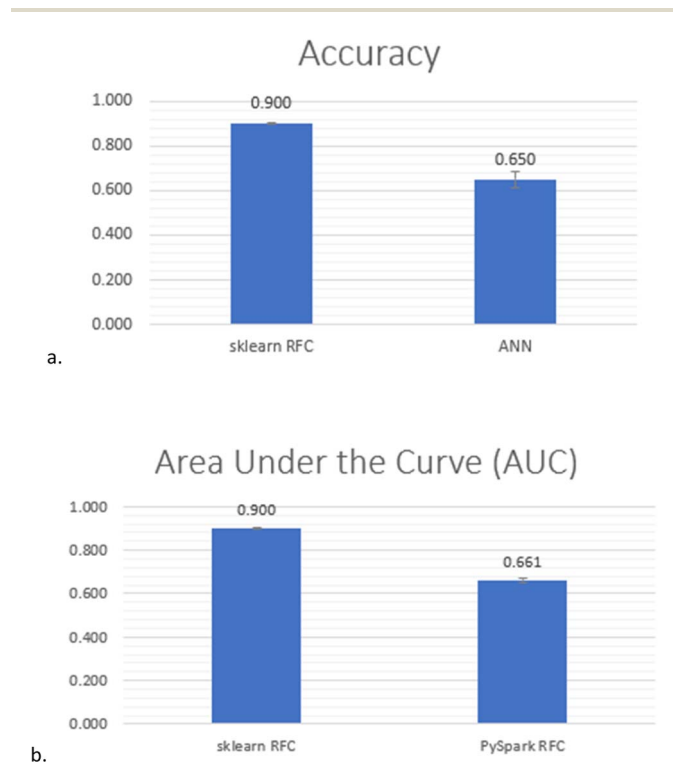 Accuracy
1.000
0.900
0.800
0.650
0.600
0.400
0.200
0.000
sklearn RFC ANN
a.
Area Under the Curve (AUC)
1.000
0.900
0.800
0.661
0.600
0.400
0.200
0.000
sklearn RFC PySpark RFC
b.